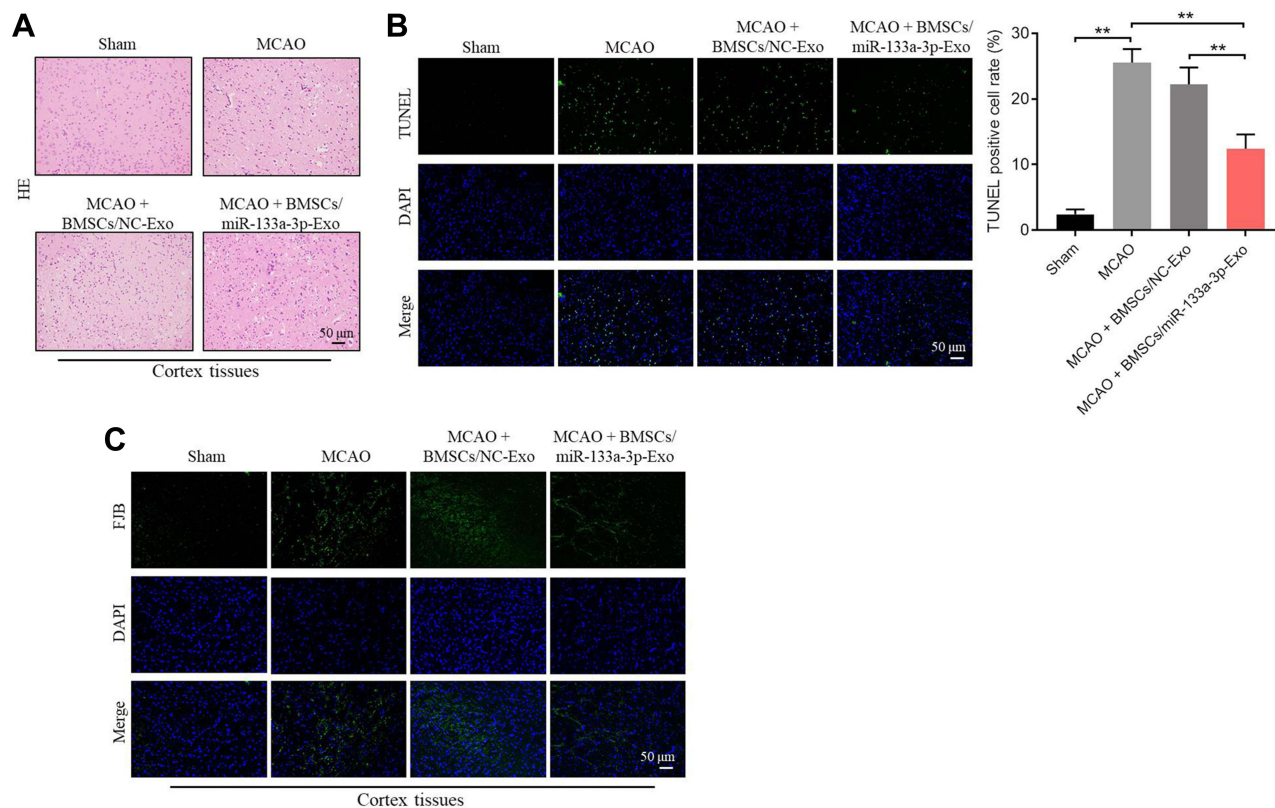 A
Sham
MCAO
HE
MCAO +
BMSCs/NC-Exo
MCAO + BMSCs/
miR-133a-3p-Exo
50 μm
Cortex tissues
B
Sham
MCAO
MCAO +
BMSCs/NC-Exo
MCAO + BMSCs/
miR-133a-3p-Exo
TUNEL
DAPI
Merge
50 μm
TUNEL positive cell rate (%)
30
20
10
0
**
**
**
Sham
MCAO
MCAO + BMSCs/NC-Exo
MCAO + BMSCs/miR-133a-3p-Exo
C
Sham
MCAO
MCAO +
BMSCs/NC-Exo
MCAO + BMSCs/
miR-133a-3p-Exo
FJB
DAPI
Merge
50 μm
Cortex tissues